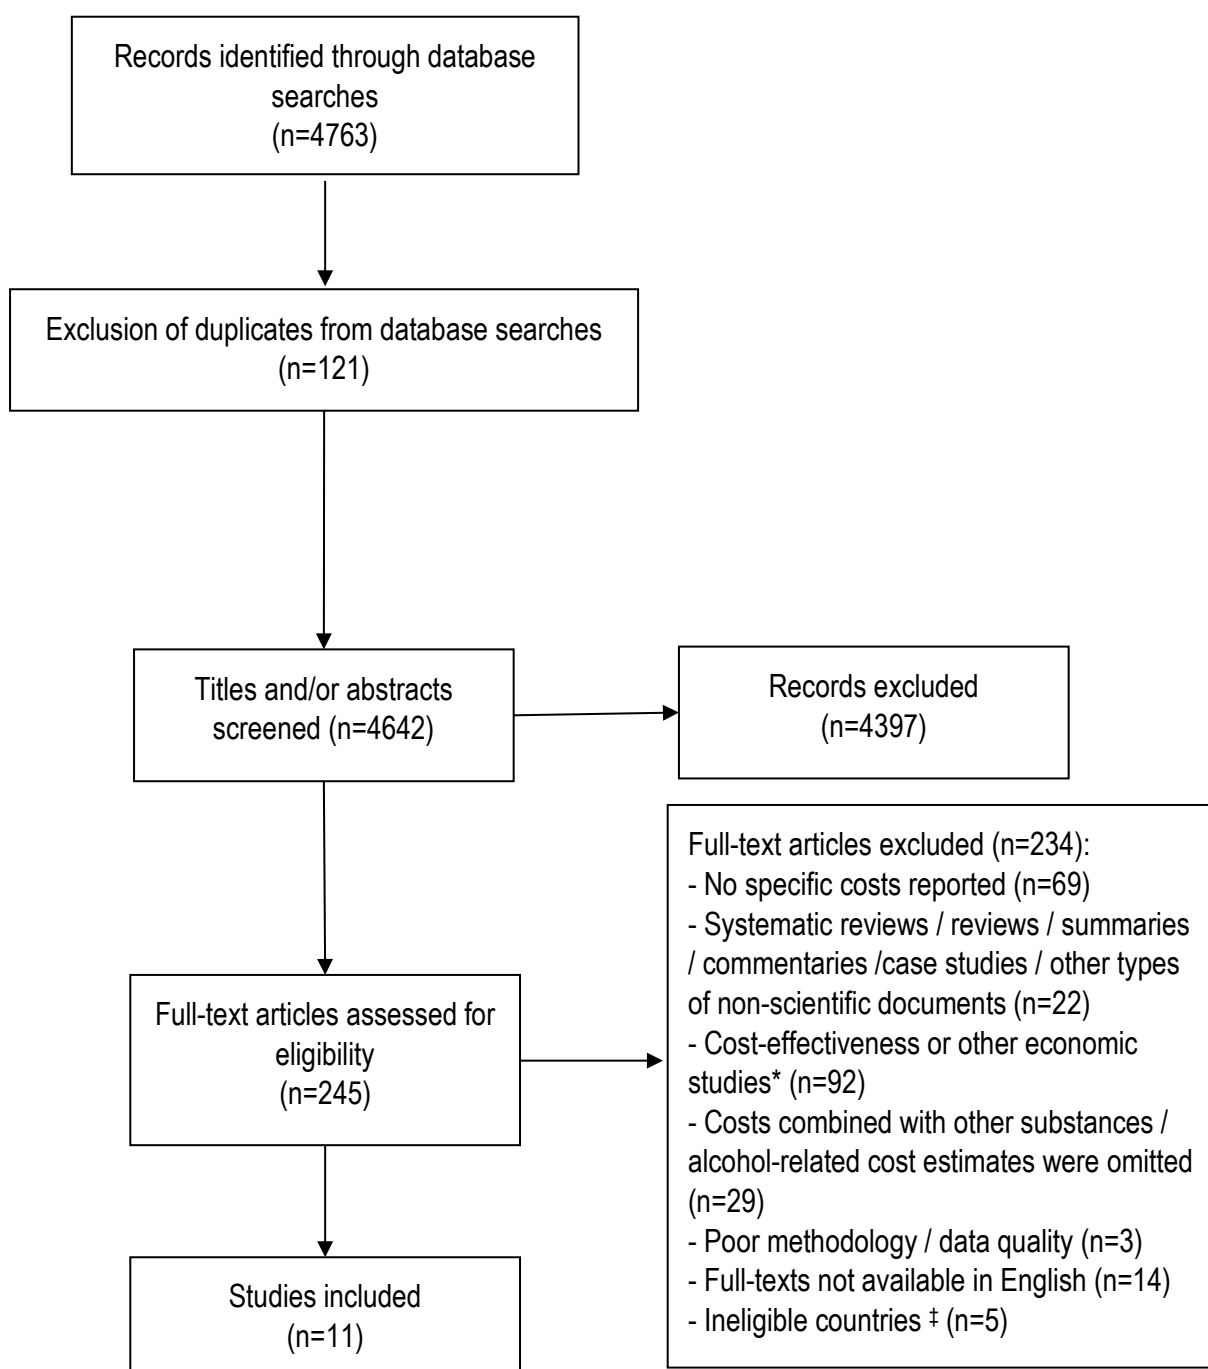 Records identified through database
searches
(n=4763)
Exclusion of duplicates from database searches
(n=121)
Titles and/or abstracts
screened (n=4642)
Records excluded
(n=4397)
Full-text articles assessed for
eligibility
(n=245)
Full-text articles excluded (n=234):
- No specific costs reported (n=69)
- Systematic reviews / reviews / summaries
/ commentaries /case studies / other types
of non-scientific documents (n=22)
- Cost-effectiveness or other economic
studies* (n=92)
- Costs combined with other substances /
alcohol-related cost estimates were omitted
(n=29)
- Poor methodology / data quality (n=3)
- Full-texts not available in English (n=14)
- Ineligible countries ‡ (n=5)
Studies included
(n=11)